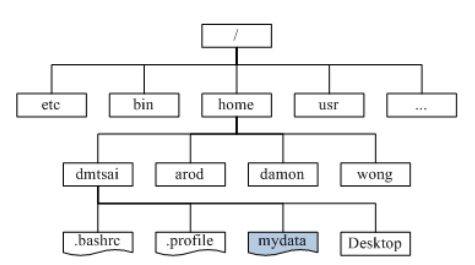 /
etc bin home usr ...
dmtsai arod damon wong
.bashrc .profile mydata Desktop